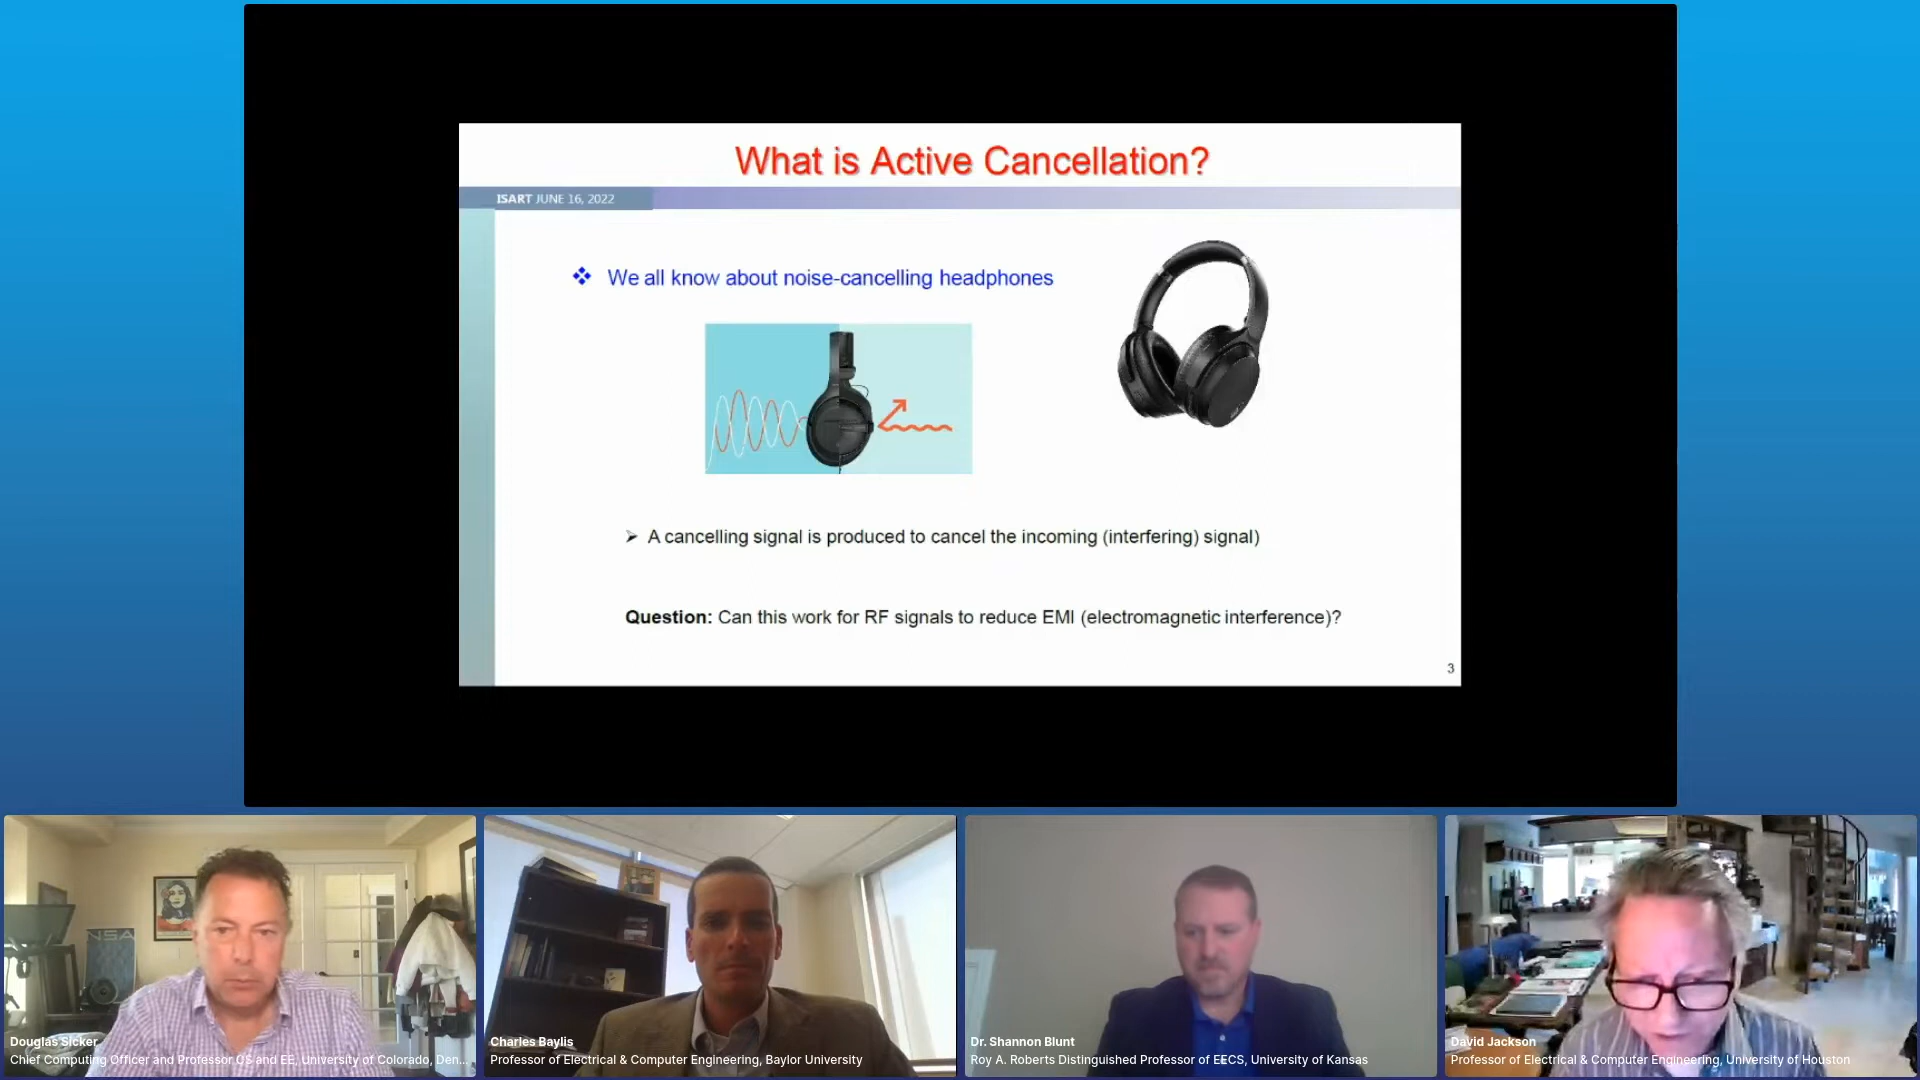 What is Active Cancellation?
ISART JUNE 16, 2022
We all know about noise-cancelling headphones
A cancelling signal is produced to cancel the incoming (interfering) signal)
Question: Can this work for RF signals to reduce EMI (electromagnetic interference)?
3
NSA
Douglas Sicker
Chief Computing Officer and Professor CS and EE, University of Colorado, Den...
Charles Baylis
Professor of Electrical & Computer Engineering, Baylor University
Dr. Shannon Blunt
Roy A. Roberts Distinguished Professor of EECS, University of Kansas
David Jackson
Professor of Electrical & Computer Engineering, University of Houston